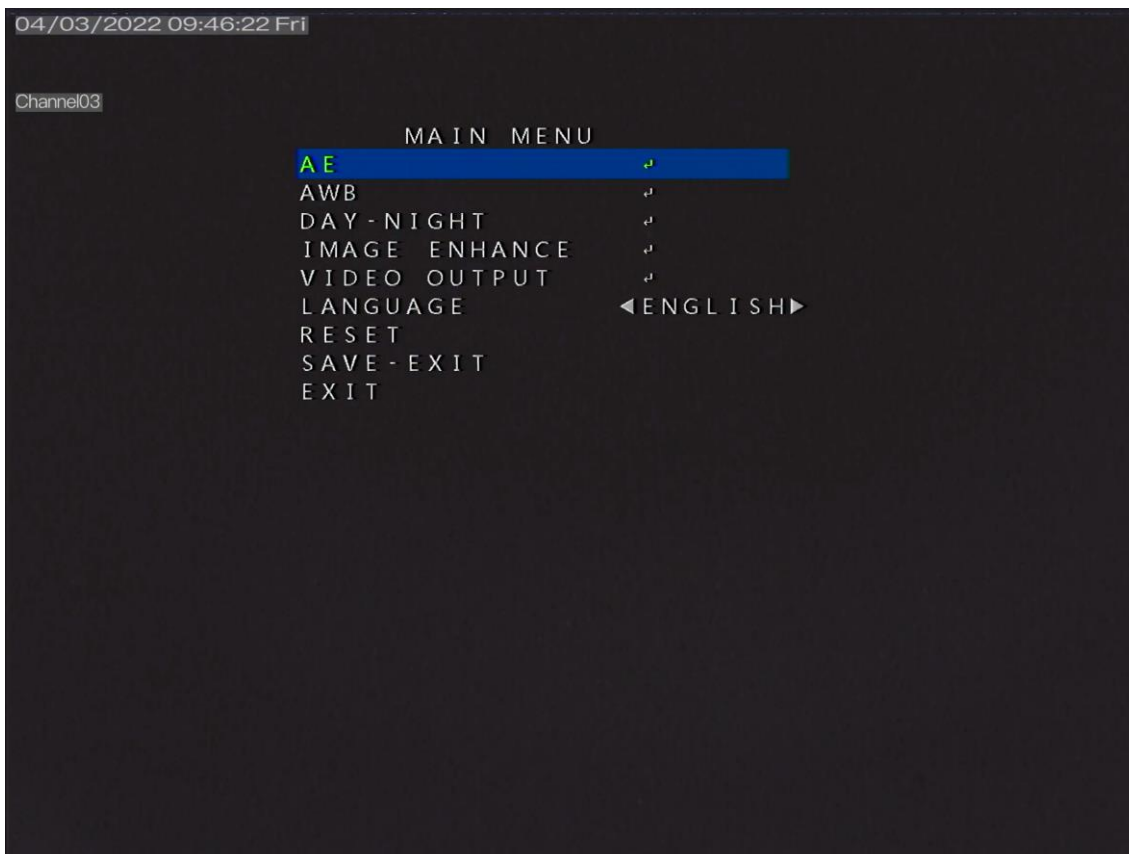 04/03/2022 09:46:22 Fri
Channel03
MAIN MENU
AE ↵
AWB ↵
DAY-NIGHT ↵
IMAGE ENHANCE ↵
VIDEO OUTPUT ↵
LANGUAGE ◀ENGLISH▶
RESET
SAVE-EXIT
EXIT